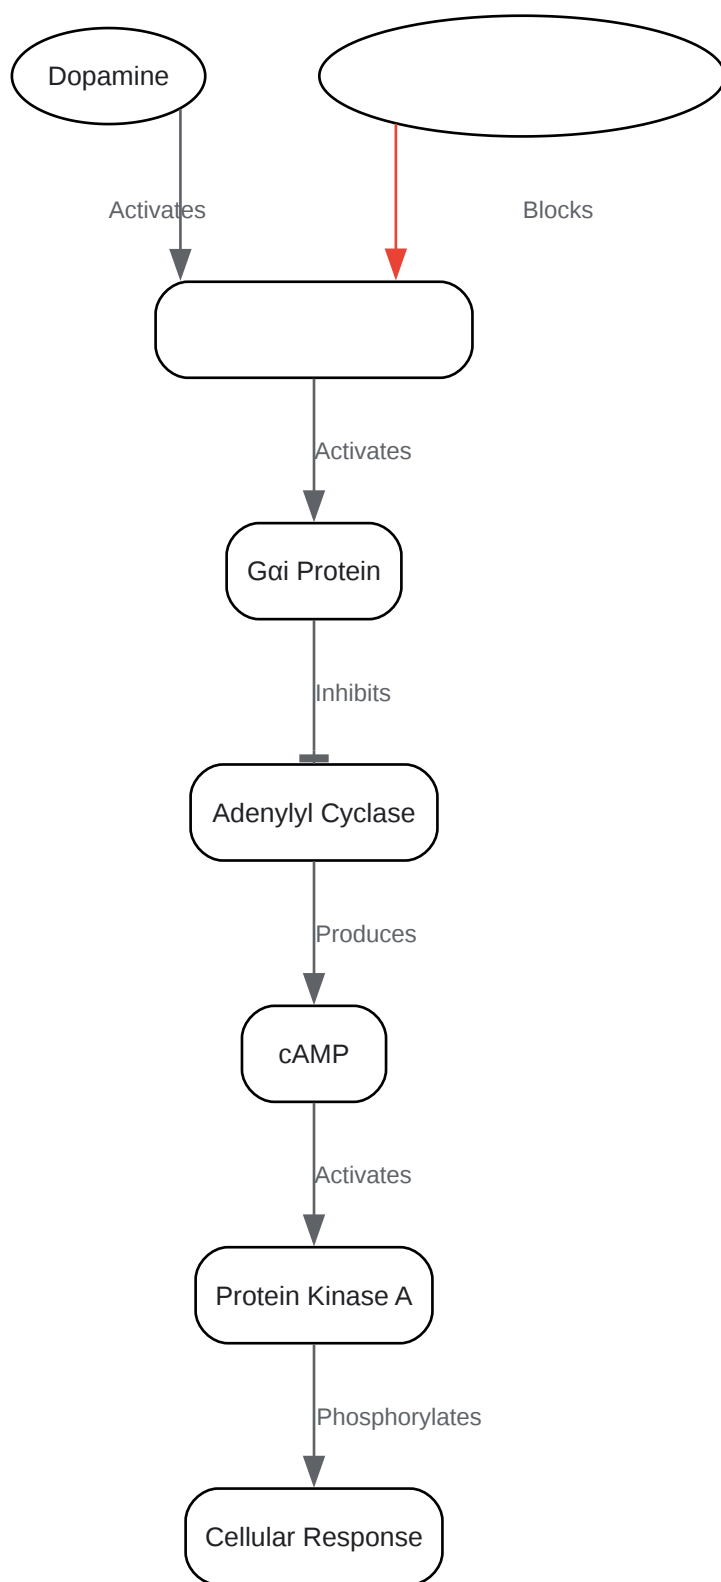 Dopamine
Activates
Blocks
Activates
Gαi Protein
Inhibits
Adenylyl Cyclase
Produces
cAMP
Activates
Protein Kinase A
Phosphorylates
Cellular Response